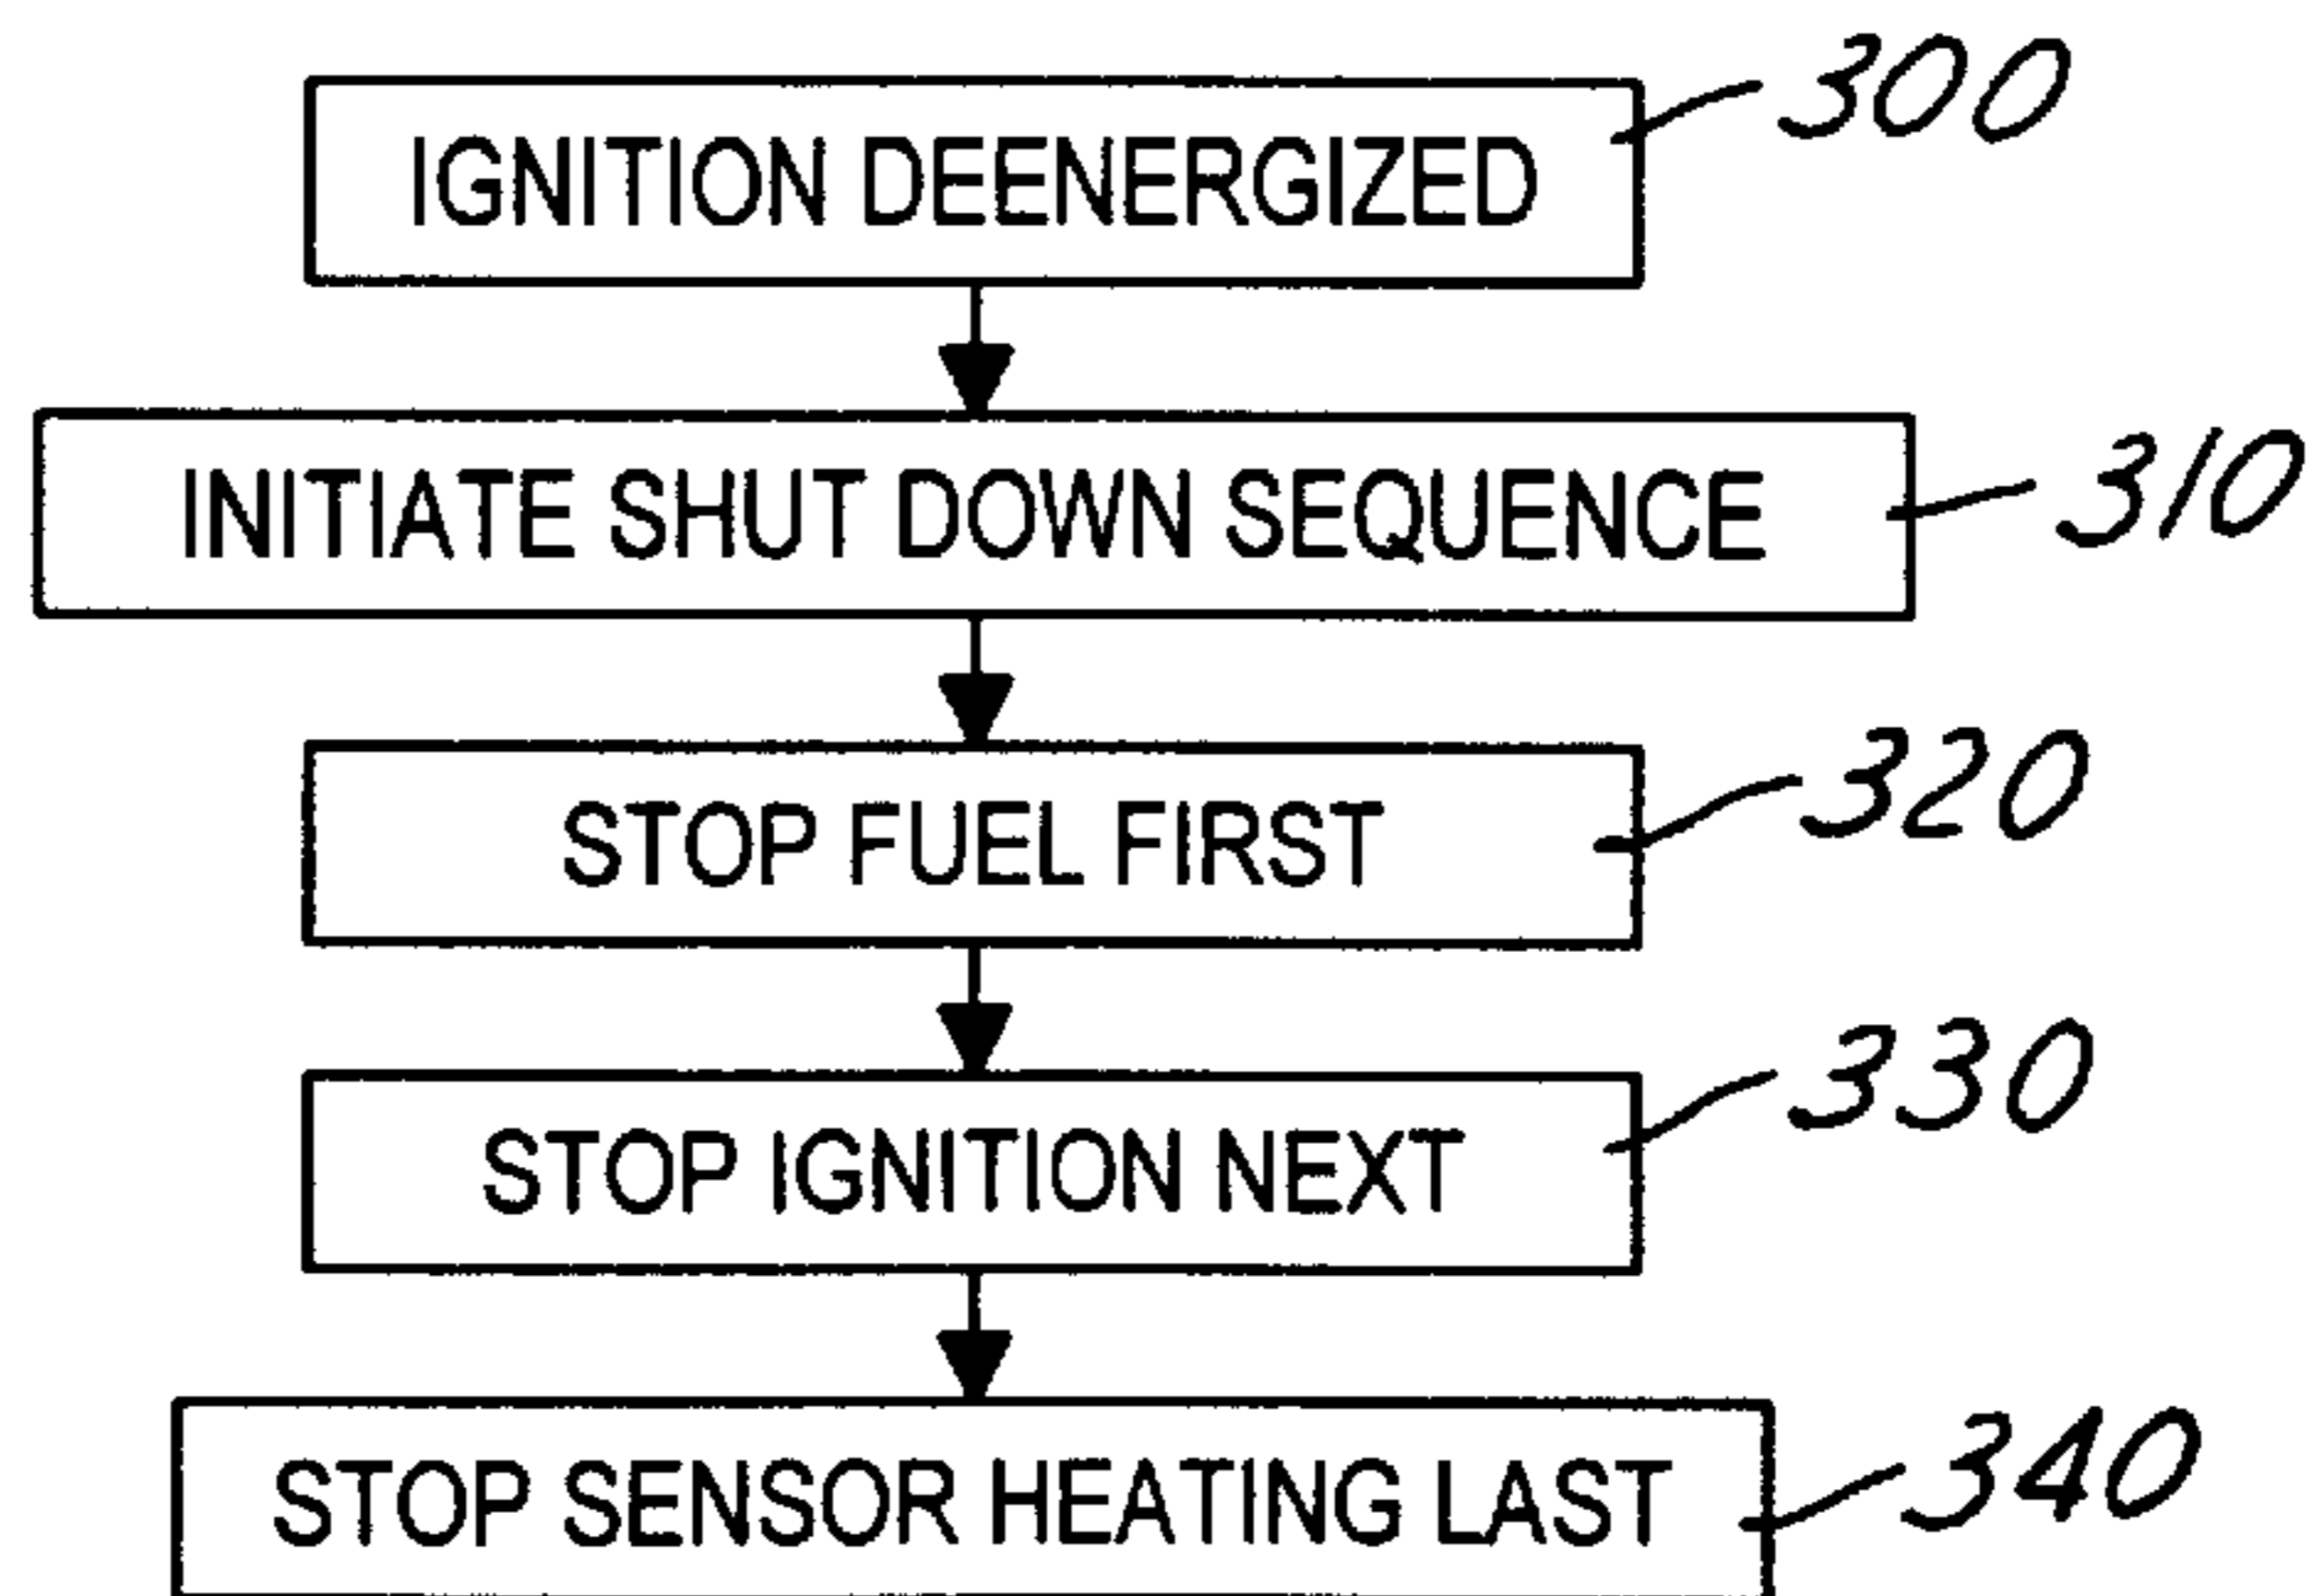 IGNITION DEENERGIZED
300
INITIATE SHUT DOWN SEQUENCE
310
STOP FUEL FIRST
320
STOP IGNITION NEXT
330
STOP SENSOR HEATING LAST
340